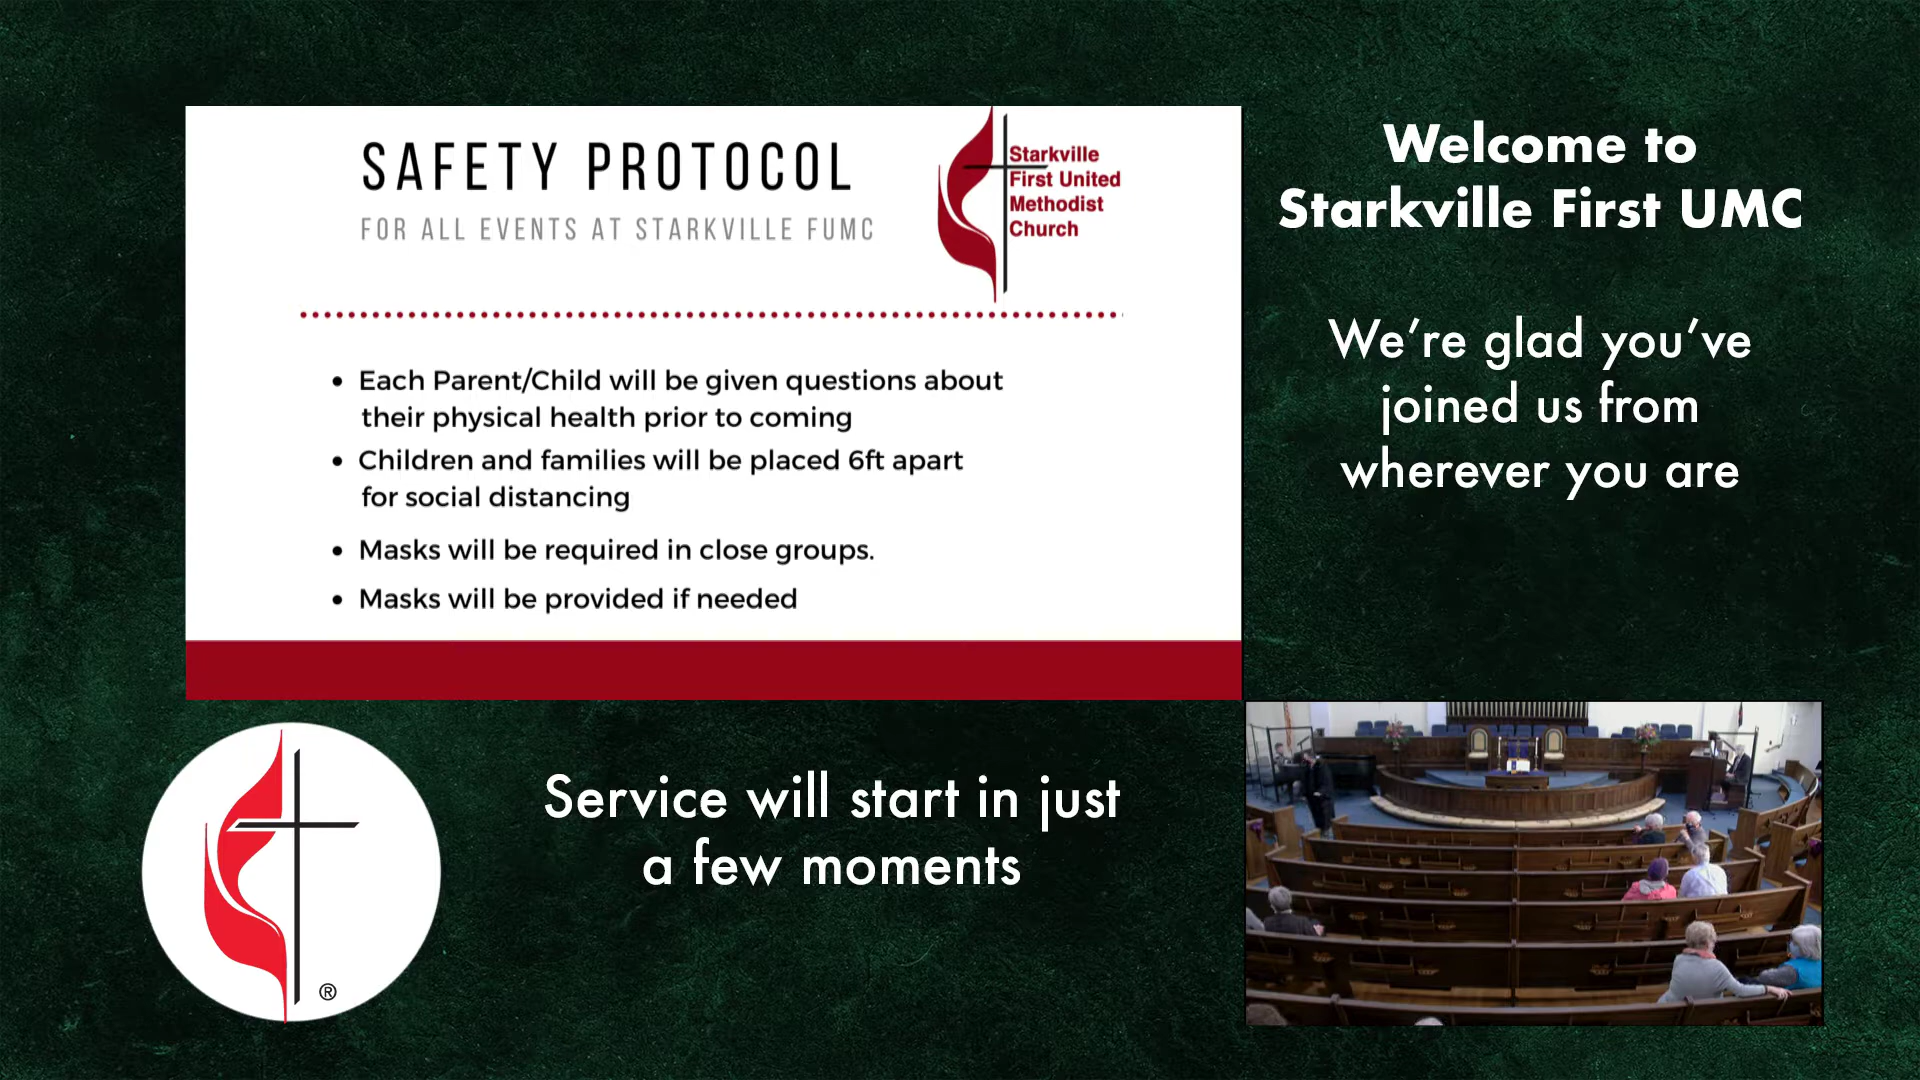 SAFETY PROTOCOL
FOR ALL EVENTS AT STARKVILLE FUMC
Starkville
First United
Methodist
Church
• Each Parent/Child will be given questions about
their physical health prior to coming
• Children and families will be placed 6ft apart
for social distancing
• Masks will be required in close groups.
• Masks will be provided if needed
Welcome to
Starkville First UMC
We’re glad you’ve
joined us from
wherever you are
Service will start in just
a few moments
®